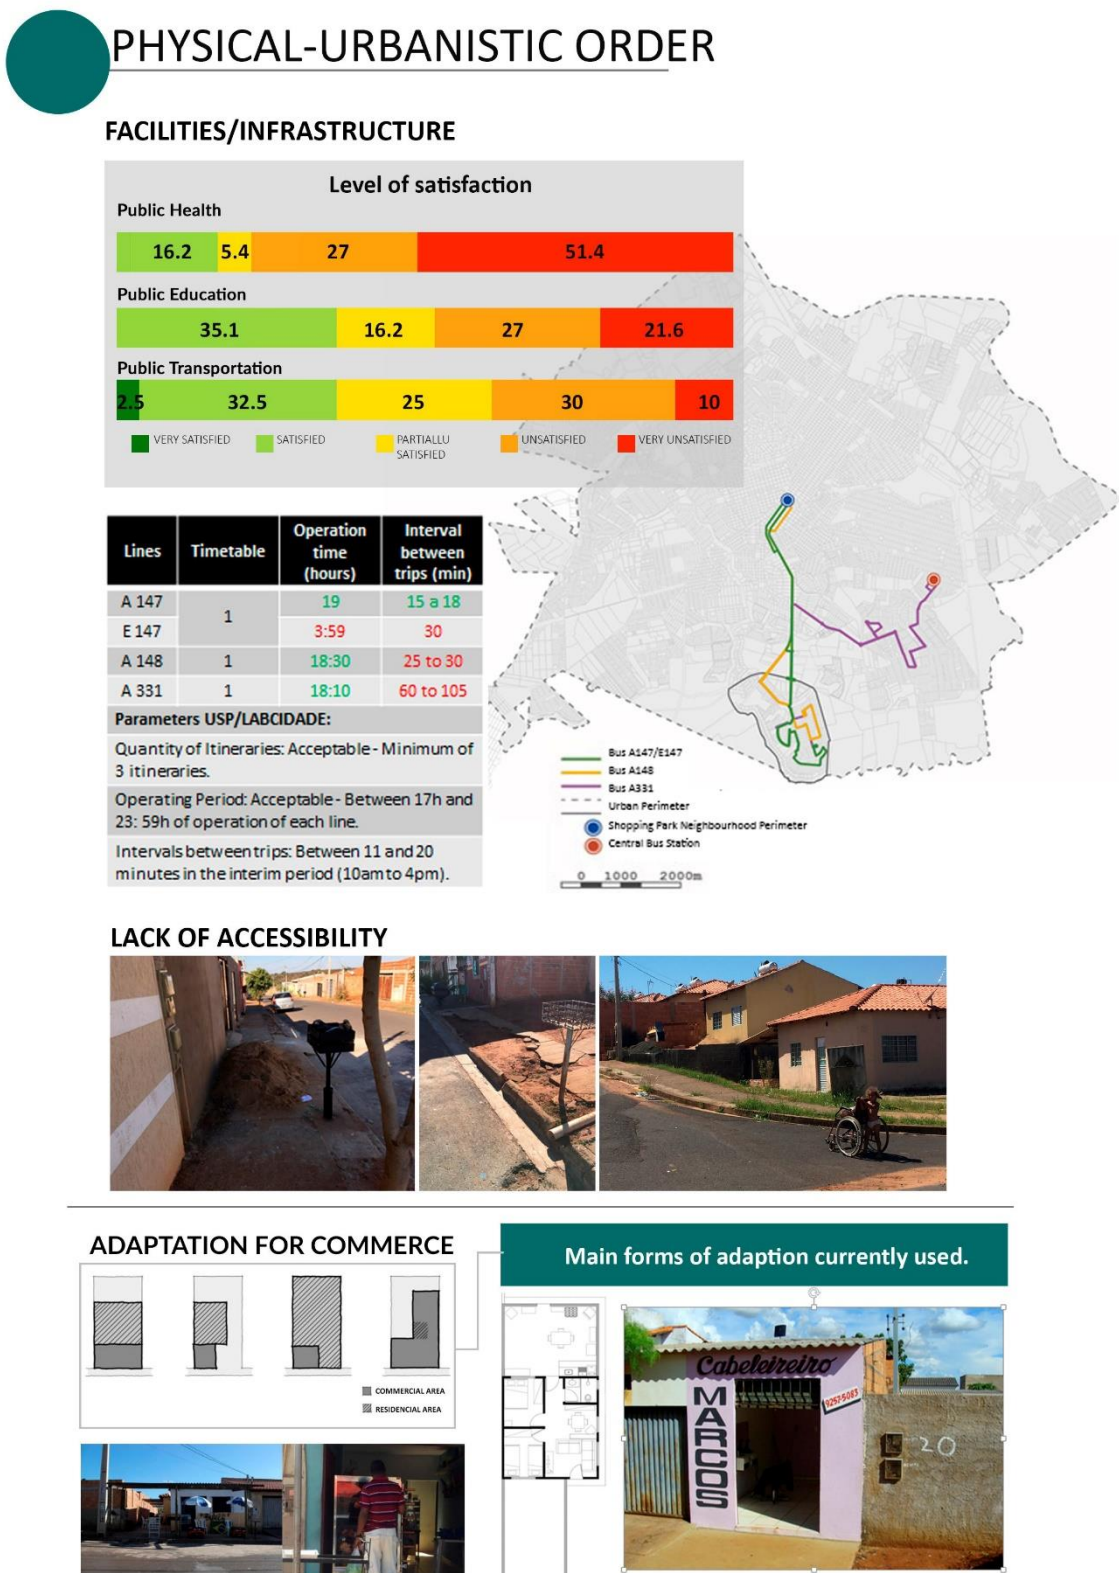 PHYSICAL-URBANISTIC ORDER
FACILITIES/INFRASTRUCTURE
Level of satisfaction
Public Health
16.2 5.4 27 51.4
Public Education
35.1 16.2 27 21.6
Public Transportation
2.5 32.5 25 30 10
VERY SATISFIED
SATISFIED
PARTIALLU
SATISFIED
UNSATISFIED
VERY UNSATISFIED
Lines Timetable Operation time (hours) Interval between trips (min)
A 147 1 19 15 a 18
E 147 3:59 30
A 148 1 18:30 25 to 30
A 331 1 18:10 60 to 105
Parameters USP/LABCIDADE:
Quantity of Itineraries: Acceptable - Minimum of
3 itineraries.
Operating Period: Acceptable - Between 17h and
23: 59h of operation of each line.
Intervals between trips: Between 11 and 20
minutes in the interim period (10am to 4pm).
Bus A147/E147
Bus A148
Bus A331
Urban Perimeter
Shopping Park Neighbourhood Perimeter
Central Bus Station
0 1000 2000m
LACK OF ACCESSIBILITY
ADAPTATION FOR COMMERCE
COMMERCIAL AREA
RESIDENCIAL AREA
Main forms of adaption currently used.
Cabeleireiro
MARCOS
9257-5083
20